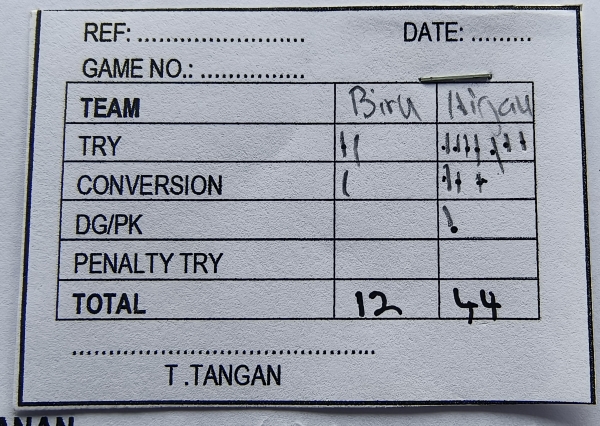 REF: ............................
DATE: .........
GAME NO.: ...............
TEAM Biru Hijau
TRY
CONVERSION
DG/PK
PENALTY TRY
TOTAL 12 44
.............................................
T.TANGAN